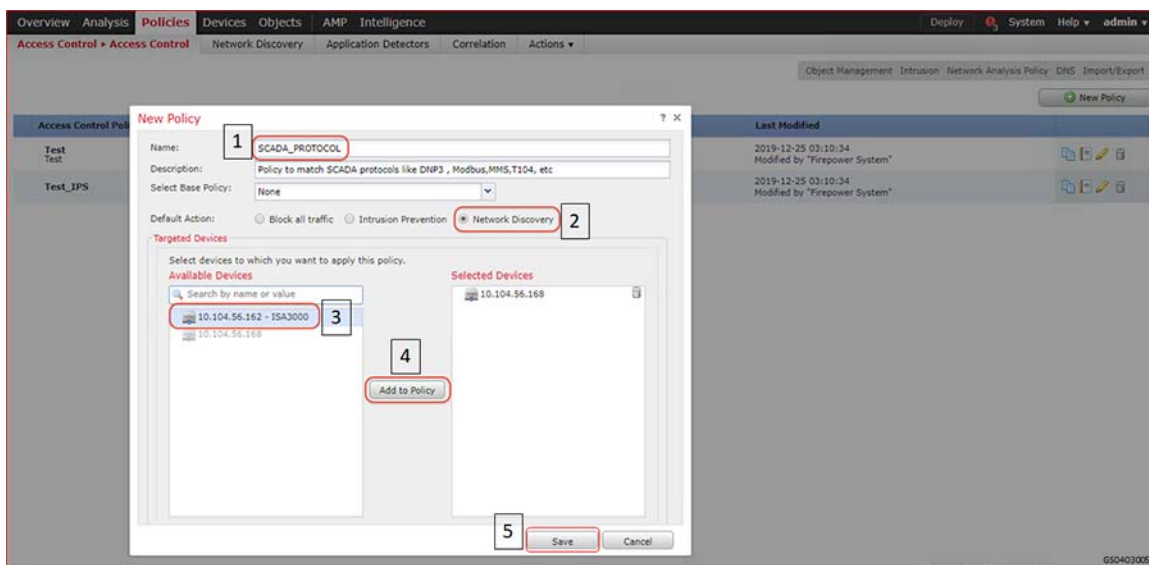 Overview Analysis Policies Devices Objects AMP Intelligence Deploy System Help ▾ admin ▾
Access Control ▸ Access Control Network Discovery Application Detectors Correlation Actions ▾
Object Management Intrusion Network Analysis Policy DNS Import/Export
New Policy
Access Control Poli
Last Modified
Test
Test
2019-12-25 03:10:34
Modified by "Firepower System"
Test_IPS
2019-12-25 03:10:34
Modified by "Firepower System"
New Policy ? ×
Name: 1 SCADA_PROTOCOL
Description: Policy to match SCADA protocols like DNP3 , Modbus,MMS,T104, etc
Select Base Policy: None
Default Action: Block all traffic Intrusion Prevention Network Discovery 2
Targeted Devices
Select devices to which you want to apply this policy.
Available Devices
Search by name or value
10.104.56.162 - ISA3000 3
10.104.56.168
4
Add to Policy
Selected Devices
10.104.56.168
5
Save Cancel
GS0403005